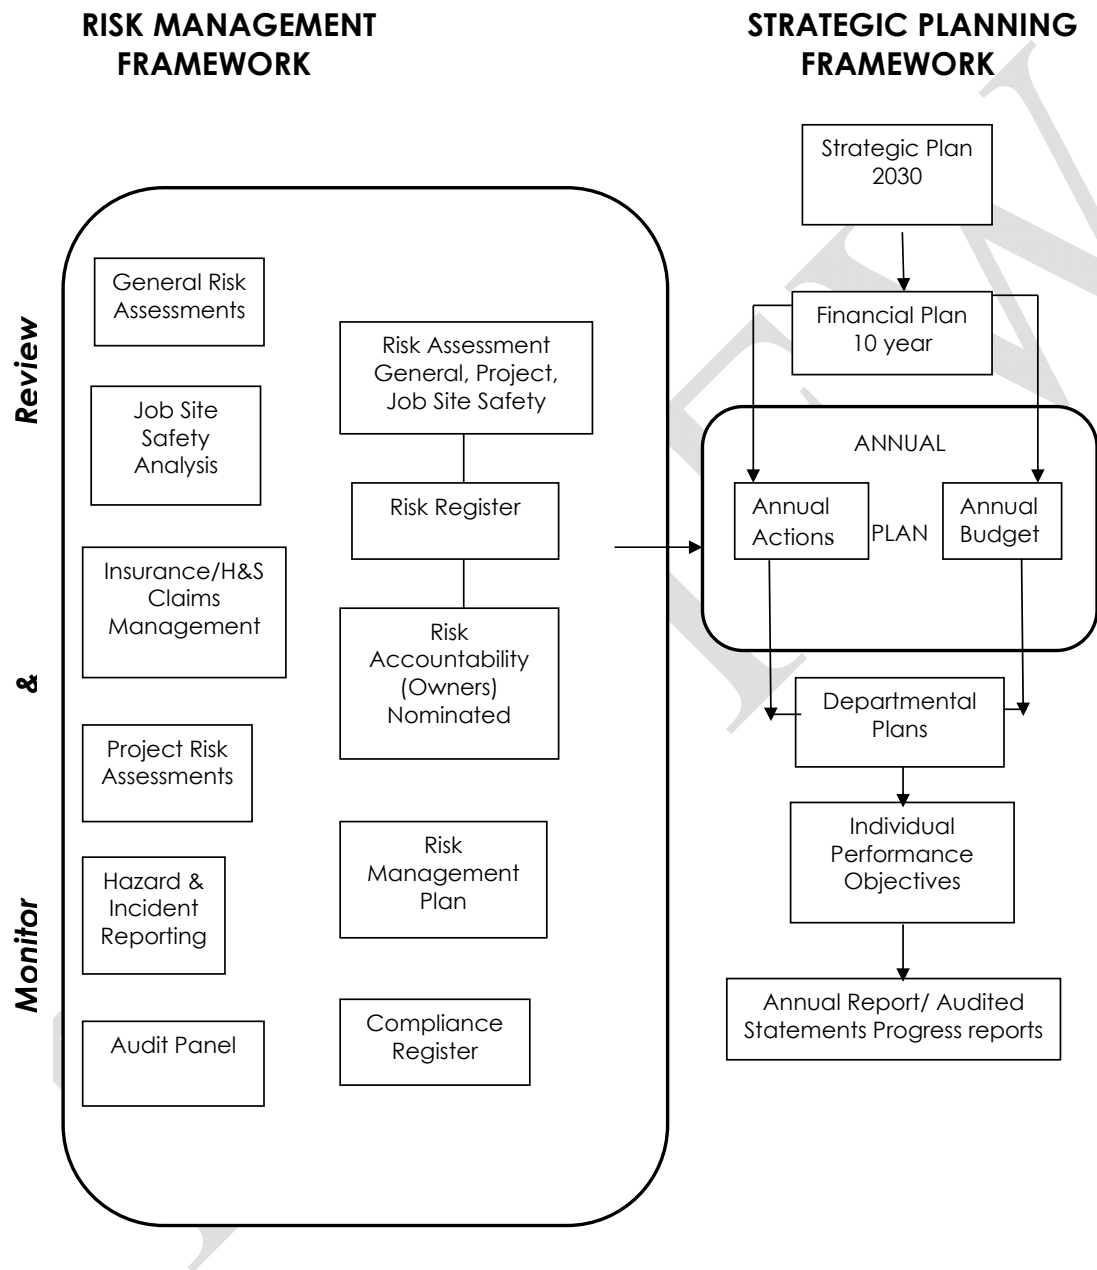 RISK MANAGEMENT
FRAMEWORK
STRATEGIC PLANNING
FRAMEWORK
Review
&
Monitor
General Risk
Assessments
Job Site
Safety
Analysis
Insurance/H&S
Claims
Management
Project Risk
Assessments
Hazard &
Incident
Reporting
Audit Panel
Risk Assessment
General, Project,
Job Site Safety
Risk Register
Risk
Accountability
(Owners)
Nominated
Risk
Management
Plan
Compliance
Register
Strategic Plan
2030
Financial Plan
10 year
ANNUAL
PLAN
Annual
Actions
Annual
Budget
Departmental
Plans
Individual
Performance
Objectives
Annual Report/ Audited
Statements Progress reports